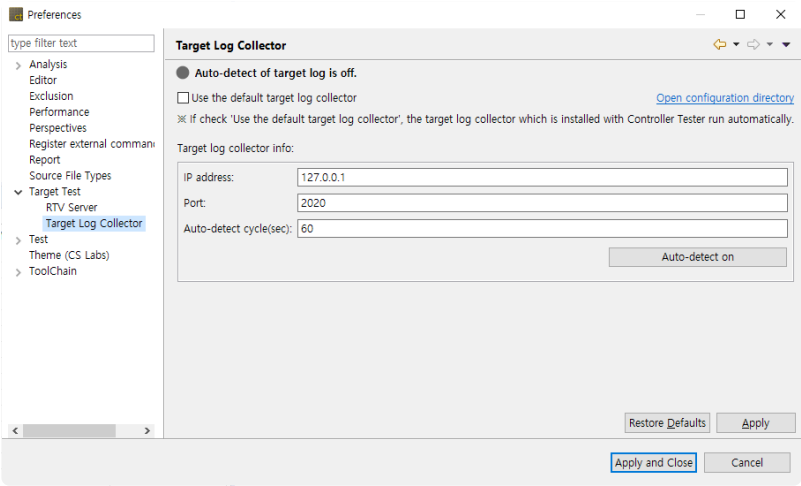 Preferences
type filter text
Analysis
Editor
Exclusion
Performance
Perspectives
Register external comman
Report
Source File Types
Target Test
RTV Server
Target Log Collector
Test
Theme (CS Labs)
ToolChain
Target Log Collector
Auto-detect of target log is off.
Use the default target log collector
Open configuration directory
※ If check 'Use the default target log collector', the target log collector which is installed with Controller Tester run automatically.
Target log collector info:
IP address: 127.0.0.1
Port: 2020
Auto-detect cycle(sec): 60
Auto-detect on
Restore Defaults Apply
Apply and Close Cancel